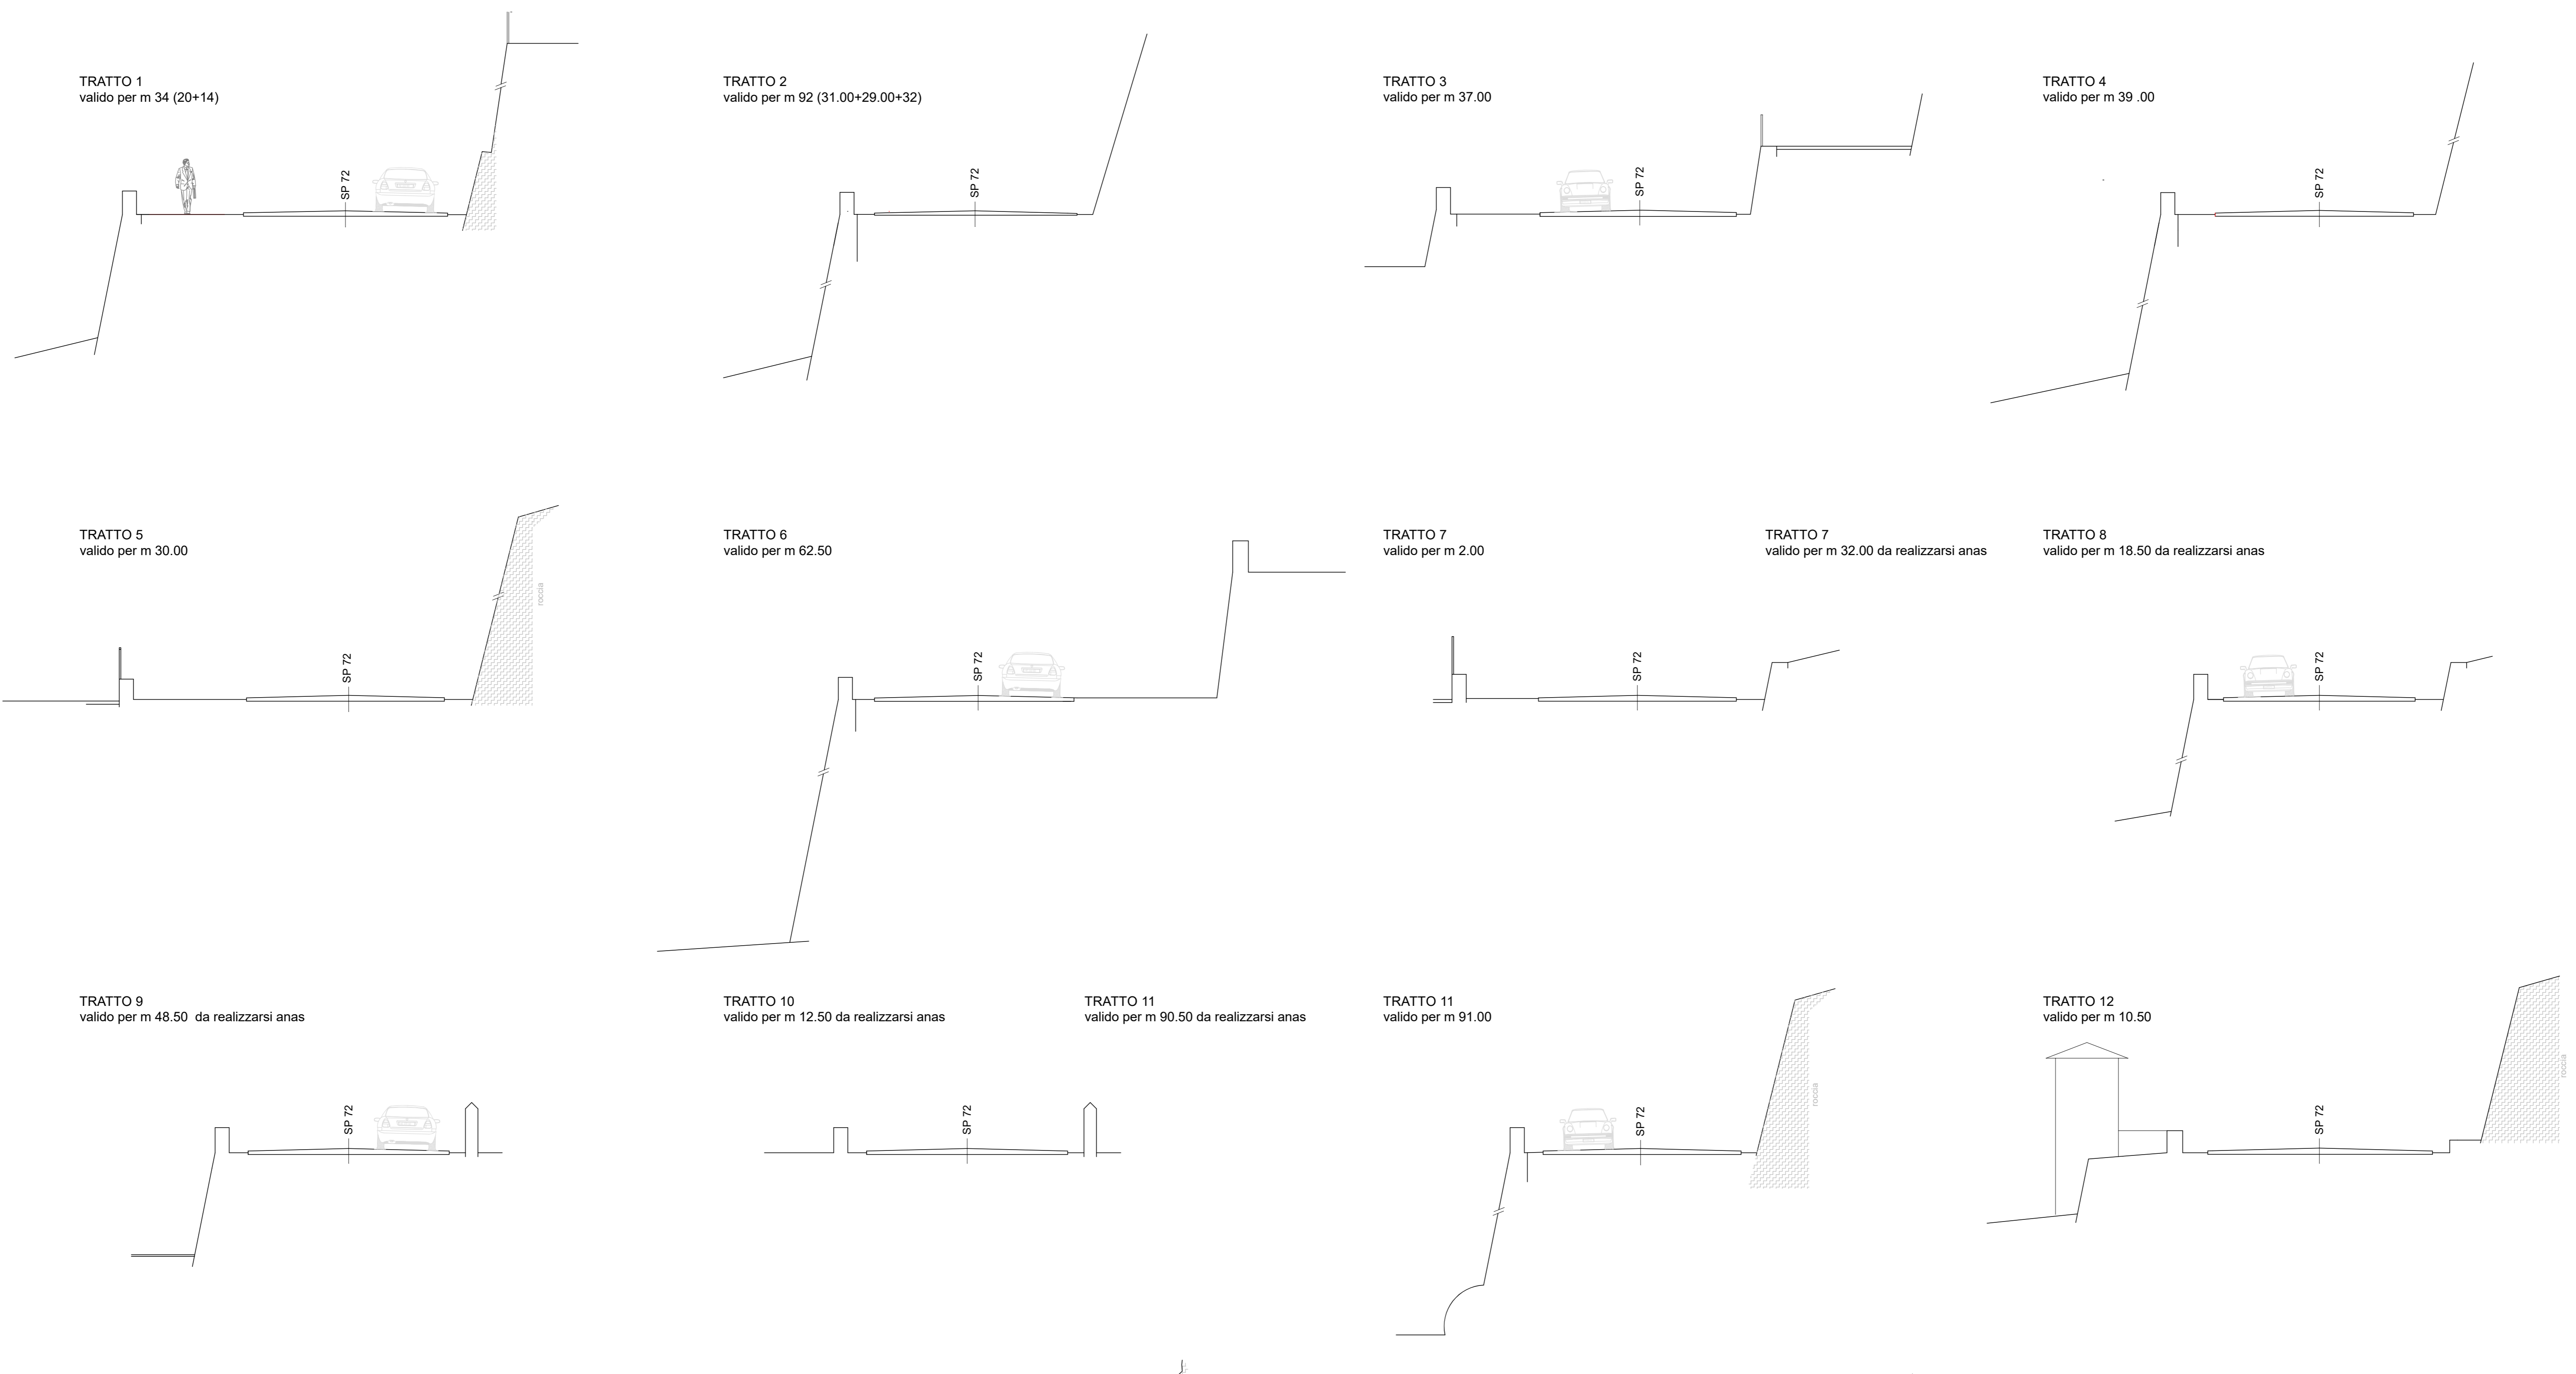 TRATTO 1
valido per m 34 (20+14)
SP 72
TRATTO 2
valido per m 92 (31.00+29.00+32)
SP 72
TRATTO 3
valido per m 37.00
SP 72
TRATTO 4
valido per m 39 .00
SP 72
TRATTO 5
valido per m 30.00
SP 72
roccia
TRATTO 6
valido per m 62.50
SP 72
TRATTO 7
valido per m 2.00
SP 72
TRATTO 7
valido per m 32.00 da realizzarsi anas
TRATTO 8
valido per m 18.50 da realizzarsi anas
SP 72
TRATTO 9
valido per m 48.50  da realizzarsi anas
SP 72
TRATTO 10
valido per m 12.50 da realizzarsi anas
SP 72
TRATTO 11
valido per m 90.50 da realizzarsi anas
TRATTO 11
valido per m 91.00
SP 72
roccia
TRATTO 12
valido per m 10.50
SP 72
roccia